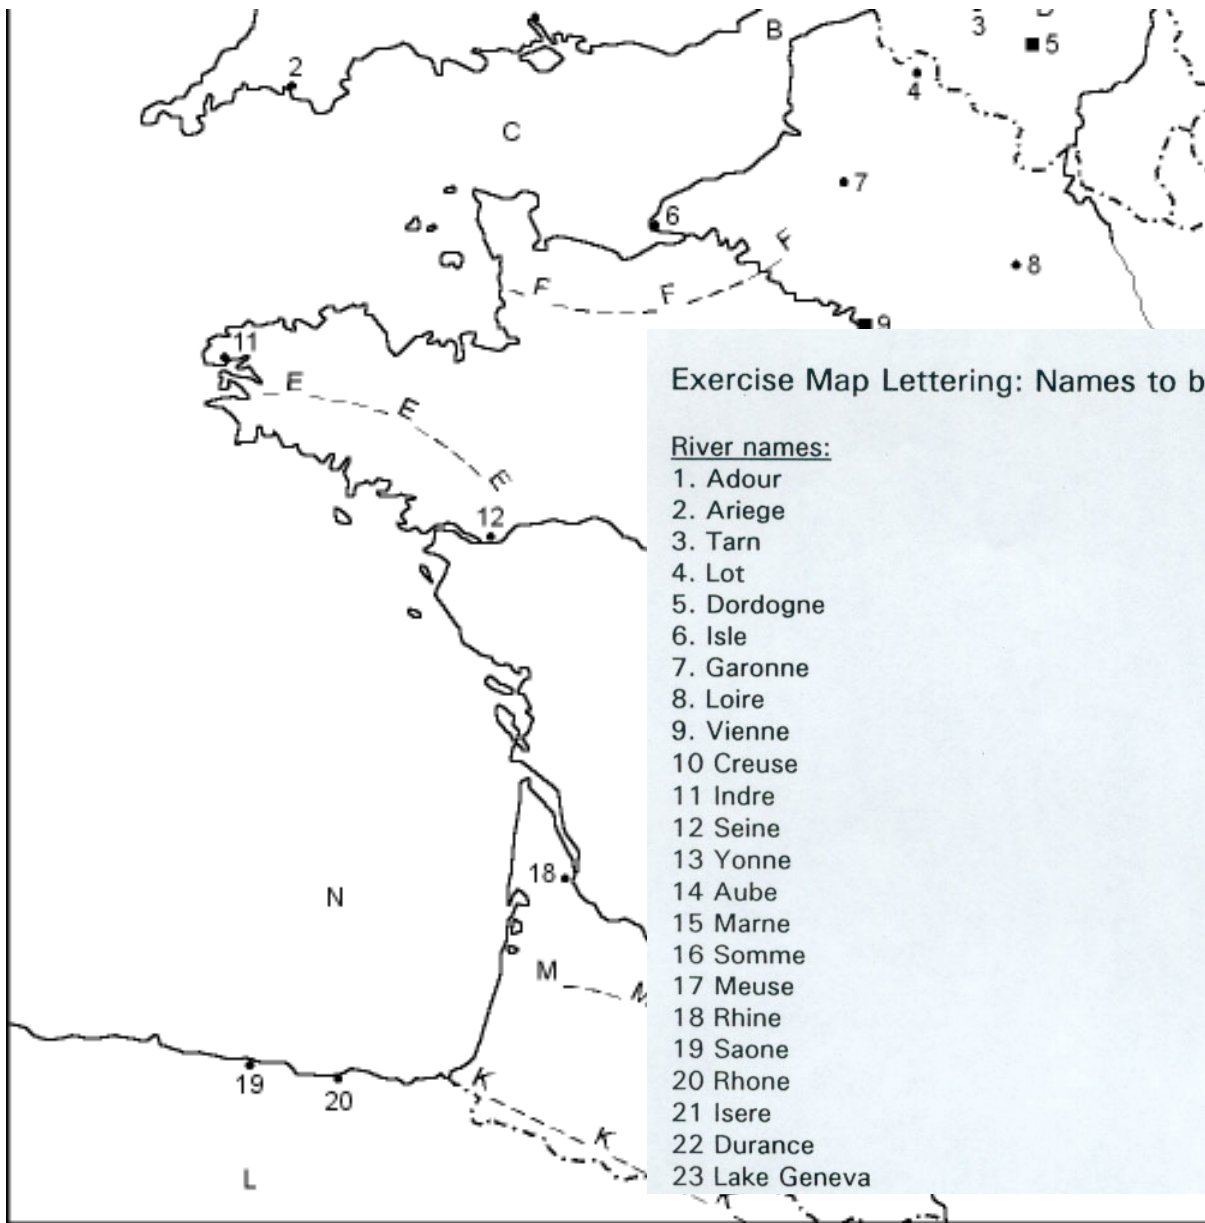 B
3
5
2
4
C
7
6
F
8
F
F
9
11
E
E
E
12
Exercise Map Lettering: Names to b
River names:
1. Adour
2. Ariege
3. Tarn
4. Lot
5. Dordogne
6. Isle
7. Garonne
8. Loire
9. Vienne
10 Creuse
11 Indre
12 Seine
13 Yonne
14 Aube
15 Marne
16 Somme
17 Meuse
18 Rhine
19 Saone
20 Rhone
21 Isere
22 Durance
23 Lake Geneva
18
N
M
M
19
20
K
K
L
K